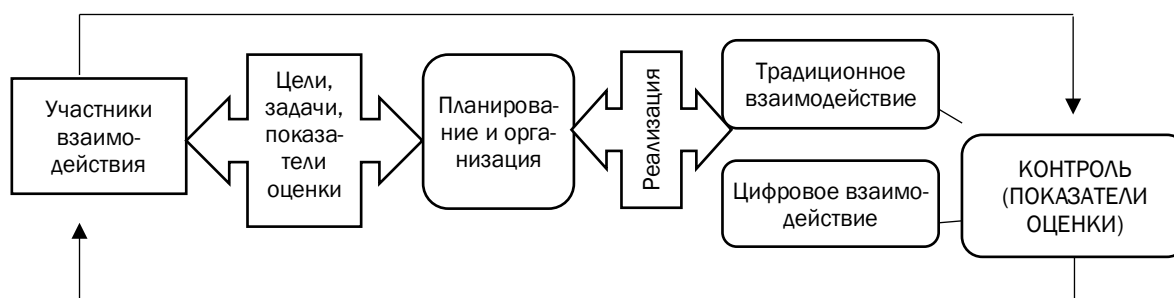 Участники
взаимо-
действия
Цели,
задачи,
показа-
тели
оценки
Планирова-
ние и орга-
низация
Реализация
Традиционное
взаимодействие
Цифровое взаимо-
действие
КОНТРОЛЬ
(ПОКАЗАТЕЛИ
ОЦЕНКИ)